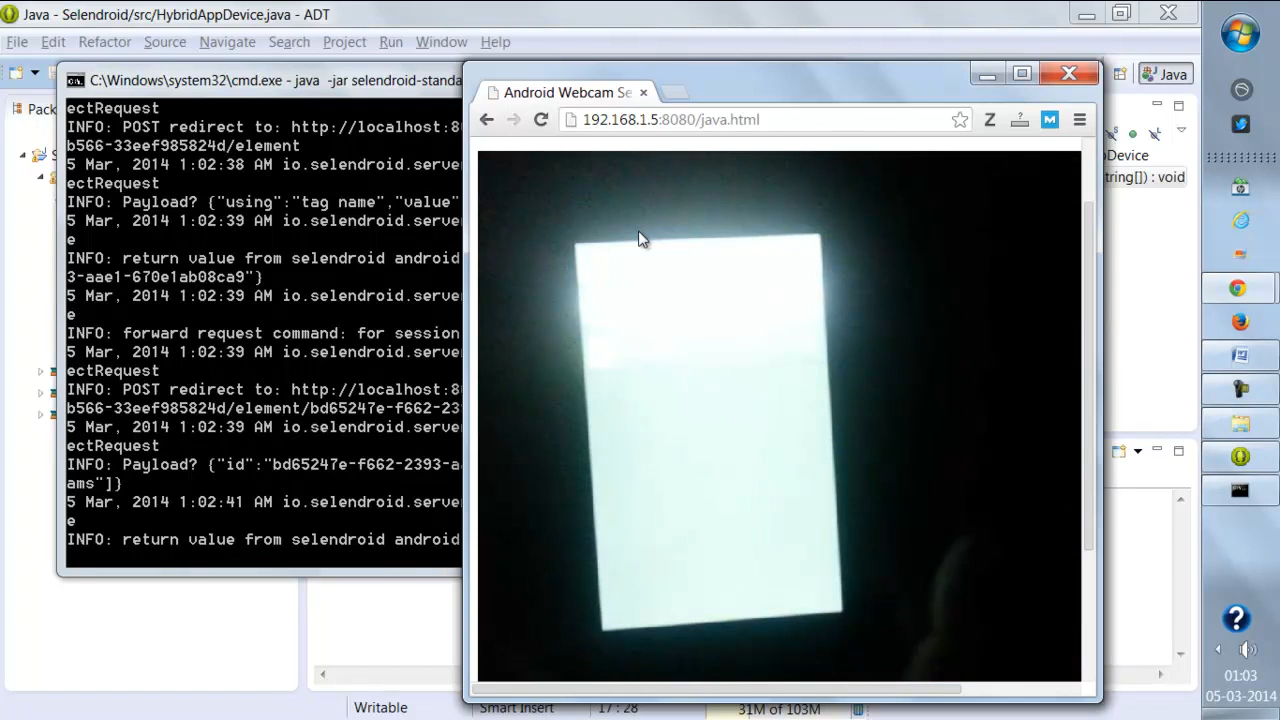 Java - Selendroid/src/HybridAppDevice.java - ADT
File Edit Refactor Source Navigate Search Project Run Window Help
Java
C:\Windows\system32\cmd.exe - java -jar selendroid-standa
ectRequest
INFO: POST redirect to: http://localhost:8
b566-33eef985824d/element
5 Mar, 2014 1:02:38 AM io.selendroid.serve
ectRequest
INFO: Payload? {"using":"tag name","value"
5 Mar, 2014 1:02:39 AM io.selendroid.serve
e
INFO: return value from selendroid android
3-aae1-670e1ab08ca9"}
5 Mar, 2014 1:02:39 AM io.selendroid.serve
e
INFO: forward request command: for session
5 Mar, 2014 1:02:39 AM io.selendroid.serve
ectRequest
INFO: POST redirect to: http://localhost:8
b566-33eef985824d/element/bd65247e-f662-23
5 Mar, 2014 1:02:39 AM io.selendroid.serve
ectRequest
INFO: Payload? {"id":"bd65247e-f662-2393-a
ams"]}
5 Mar, 2014 1:02:41 AM io.selendroid.serve
e
INFO: return value from selendroid android
Android Webcam Se
192.168.1.5:8080/java.html
Pack
pDevice
tring[]) : void
Writable
Smart Insert
17 : 28
31M of 103M
01:03
05-03-2014